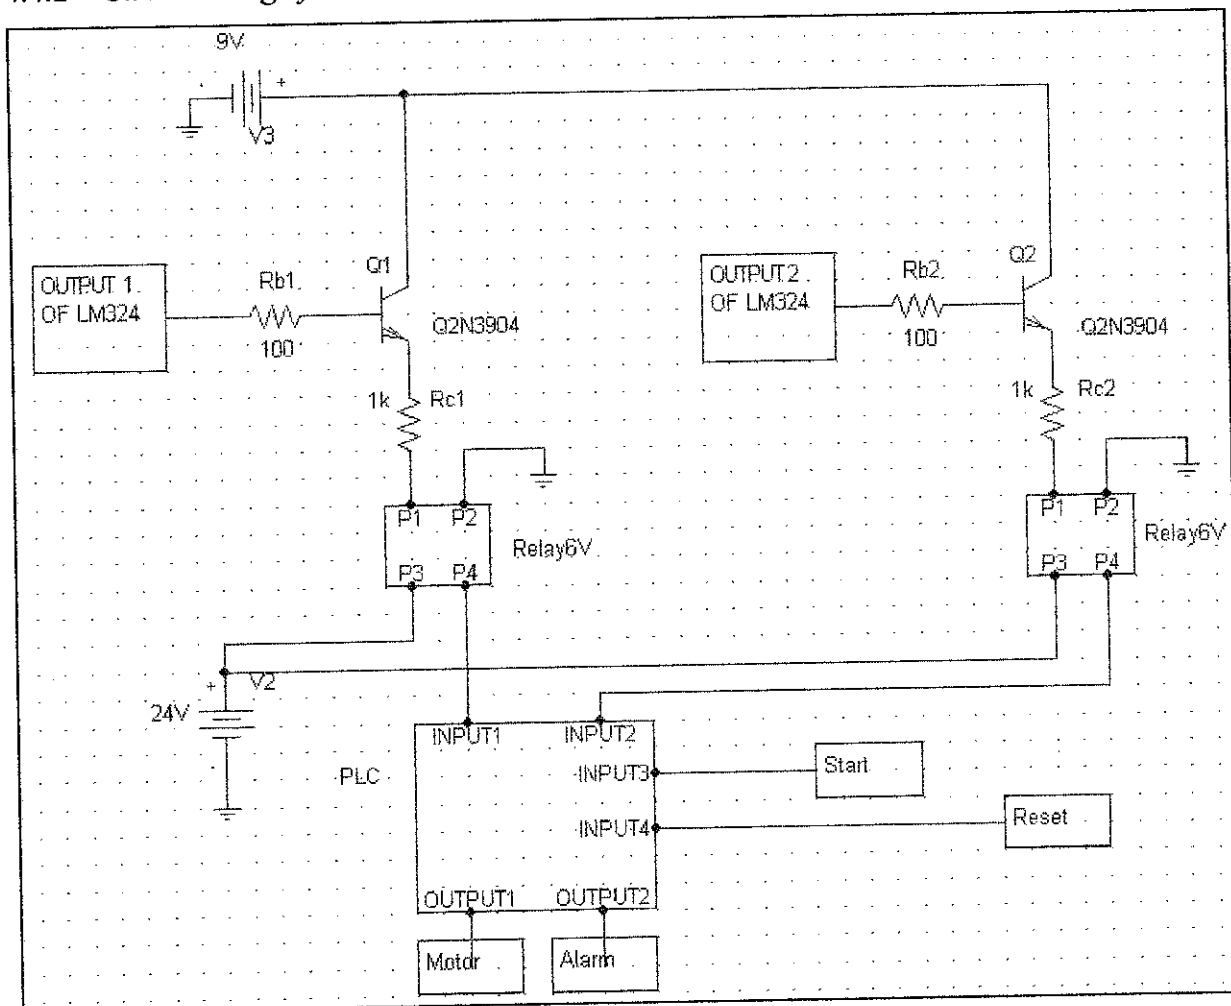 9V
+
V3
OUTPUT 1
OF LM324
Rb1
100
Q1
Q2N3904
1k
Rc1
P1
P2
P3
P4
Relay6V
OUTPUT 2
OF LM324
Rb2
100
Q2
Q2N3904
1k
Rc2
P1
P2
P3
P4
Relay6V
+
V2
24V
PLC
INPUT1
INPUT2
INPUT3
INPUT4
OUTPUT1
OUTPUT2
Start
Reset
Motor
Alarm